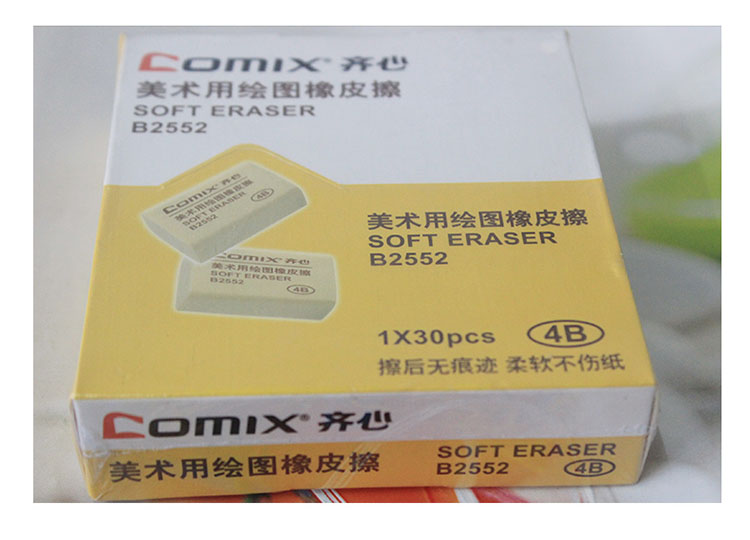 COMIX® 齐心
美术用绘图橡皮擦
SOFT ERASER
B2552
COMIX 齐心
美术用绘图橡皮擦
SOFT ERASER
B2552
4B
COMIX 齐心
美术用绘图橡皮擦
SOFT ERASER
B2552
4B
美术用绘图橡皮擦
SOFT ERASER
B2552
1X30pcs 4B
擦后无痕迹 柔软不伤纸
COMIX® 齐心
美术用绘图橡皮擦
SOFT ERASER
B2552 4B